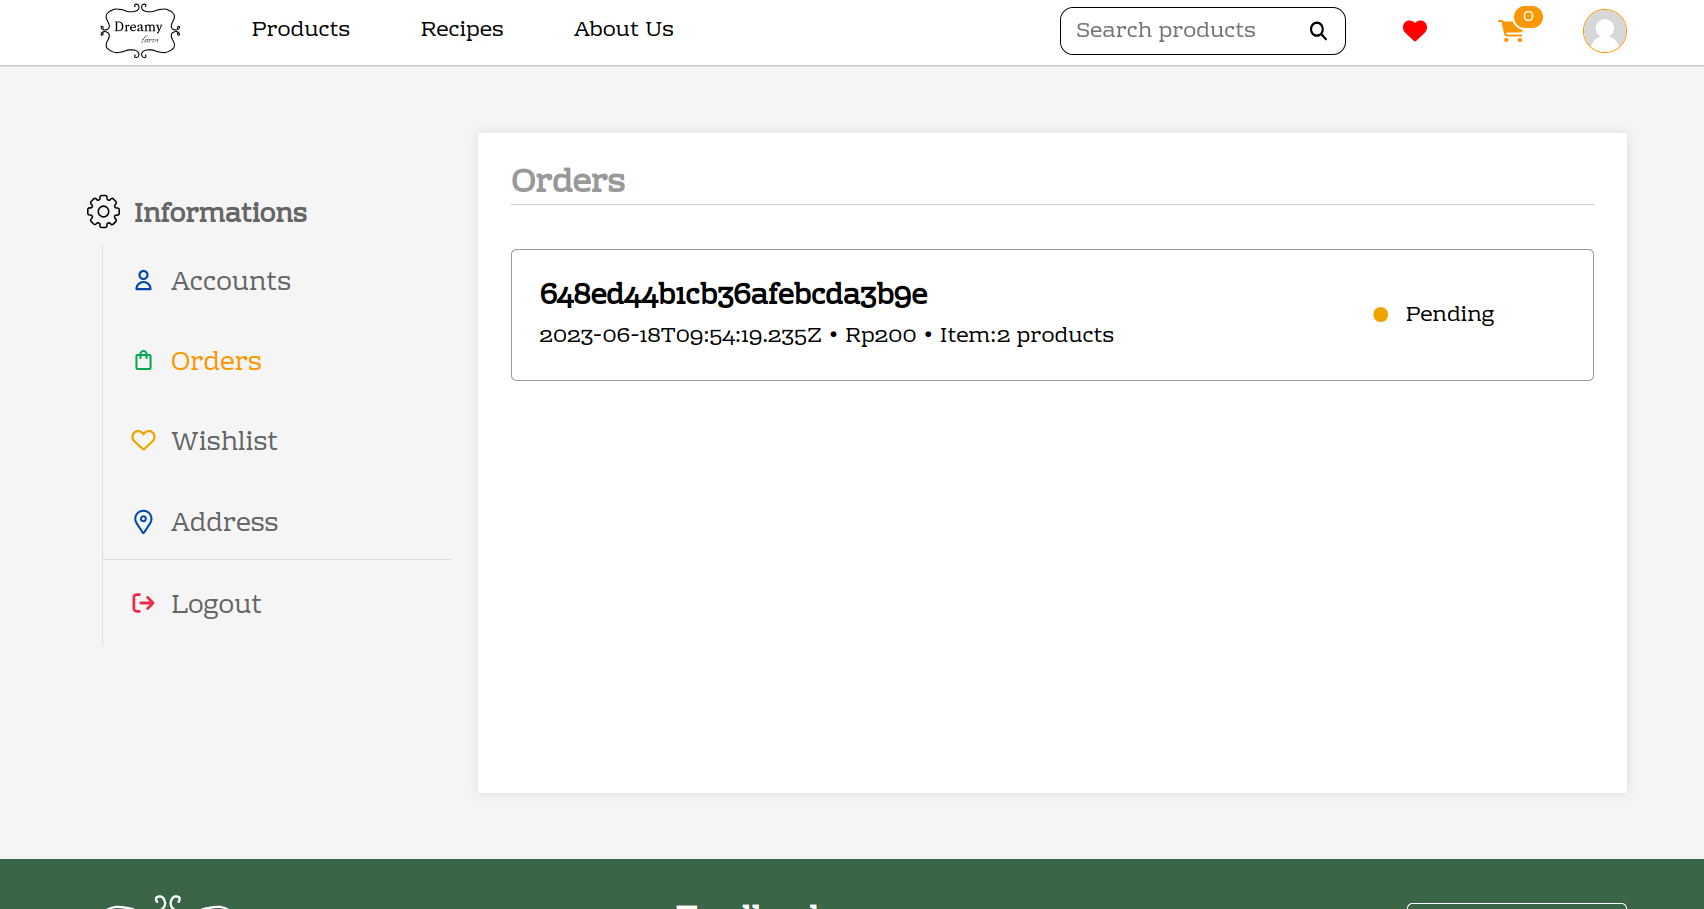 Dreamy
farm
Products
Recipes
About Us
Search products
0
Informations
Accounts
Orders
Wishlist
Address
Logout
Orders
648ed44b1cb36afebcda3b9e
2023-06-18T09:54:19.235Z • Rp200 • Item:2 products
Pending